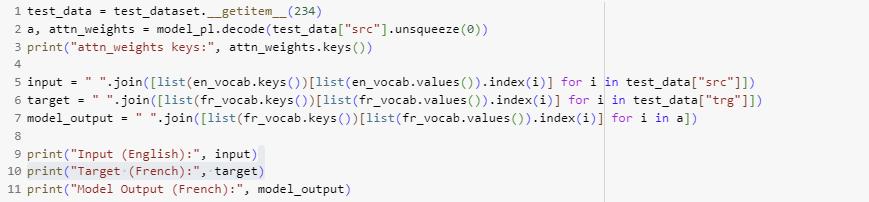 1 test_data = test_dataset.__getitem__(234)
2 a, attn_weights = model_pl.decode(test_data["src"].unsqueeze(0))
3 print("attn_weights keys:", attn_weights.keys())
4
5 input = " ".join([list(en_vocab.keys())[list(en_vocab.values()).index(i)] for i in test_data["src"]])
6 target = " ".join([list(fr_vocab.keys())[list(fr_vocab.values()).index(i)] for i in test_data["trg"]])
7 model_output = " ".join([list(fr_vocab.keys())[list(fr_vocab.values()).index(i)] for i in a])
8
9 print("Input (English):", input)
10 print("Target·(French):",·target)
11 print("Model Output (French):", model_output)